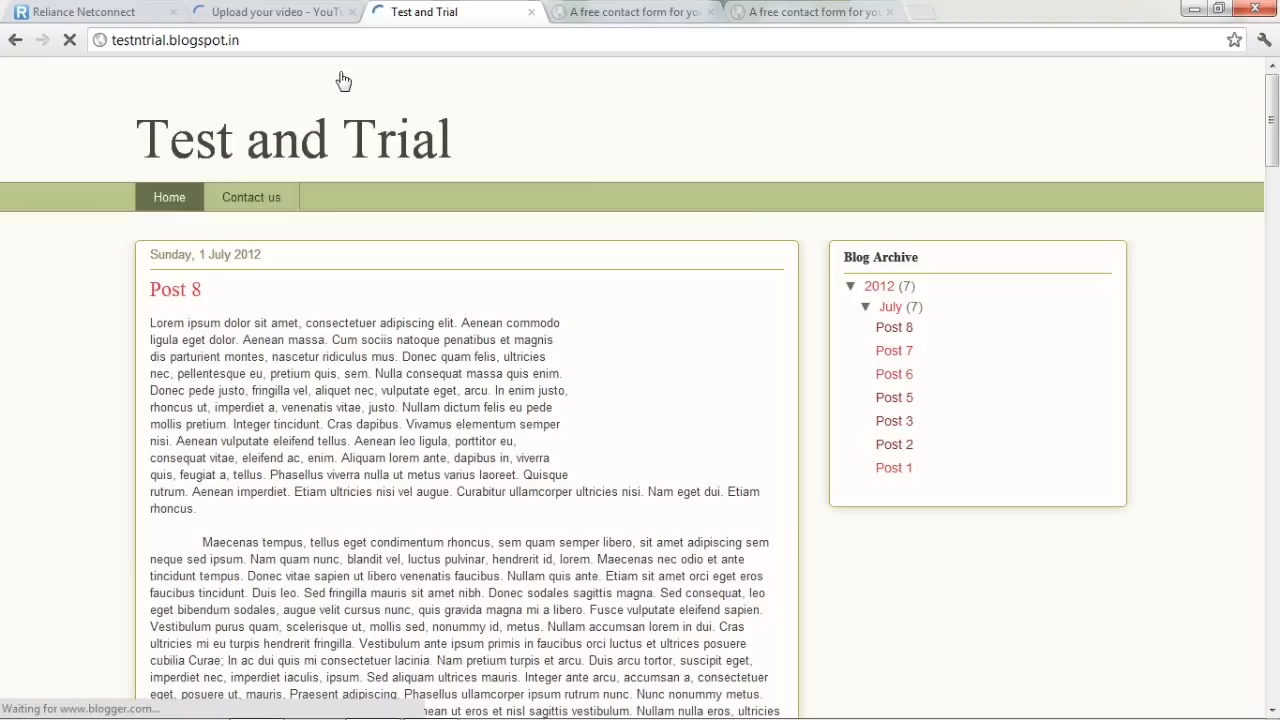 Reliance Netconnect
Upload your video - YouTu
Test and Trial
A free contact form for you
A free contact form for you
testntrial.blogspot.in
Test and Trial
Home
Contact us
Sunday, 1 July 2012
Post 8
Lorem ipsum dolor sit amet, consectetuer adipiscing elit. Aenean commodo
ligula eget dolor. Aenean massa. Cum sociis natoque penatibus et magnis
dis parturient montes, nascetur ridiculus mus. Donec quam felis, ultricies
nec, pellentesque eu, pretium quis, sem. Nulla consequat massa quis enim.
Donec pede justo, fringilla vel, aliquet nec, vulputate eget, arcu. In enim justo,
rhoncus ut, imperdiet a, venenatis vitae, justo. Nullam dictum felis eu pede
mollis pretium. Integer tincidunt. Cras dapibus. Vivamus elementum semper
nisi. Aenean vulputate eleifend tellus. Aenean leo ligula, porttitor eu,
consequat vitae, eleifend ac, enim. Aliquam lorem ante, dapibus in, viverra
quis, feugiat a, tellus. Phasellus viverra nulla ut metus varius laoreet. Quisque
rutrum. Aenean imperdiet. Etiam ultricies nisi vel augue. Curabitur ullamcorper ultricies nisi. Nam eget dui. Etiam
rhoncus.
Maecenas tempus, tellus eget condimentum rhoncus, sem quam semper libero, sit amet adipiscing sem
neque sed ipsum. Nam quam nunc, blandit vel, luctus pulvinar, hendrerit id, lorem. Maecenas nec odio et ante
tincidunt tempus. Donec vitae sapien ut libero venenatis faucibus. Nullam quis ante. Etiam sit amet orci eget eros
faucibus tincidunt. Duis leo. Sed fringilla mauris sit amet nibh. Donec sodales sagittis magna. Sed consequat, leo
eget bibendum sodales, augue velit cursus nunc, quis gravida magna mi a libero. Fusce vulputate eleifend sapien.
Vestibulum purus quam, scelerisque ut, mollis sed, nonummy id, metus. Nullam accumsan lorem in dui. Cras
ultricies mi eu turpis hendrerit fringilla. Vestibulum ante ipsum primis in faucibus orci luctus et ultrices posuere
cubilia Curae; In ac dui quis mi consectetuer lacinia. Nam pretium turpis et arcu. Duis arcu tortor, suscipit eget,
imperdiet nec, imperdiet iaculis, ipsum. Sed aliquam ultrices mauris. Integer ante arcu, accumsan a, consectetuer
eget, posuere ut, mauris. Praesent adipiscing. Phasellus ullamcorper ipsum rutrum nunc. Nunc nonummy metus.
enean ut eros et nisl sagittis vestibulum. Nullam nulla eros, ultricies
Blog Archive
▼ 2012 (7)
▼ July (7)
Post 8
Post 7
Post 6
Post 5
Post 3
Post 2
Post 1
Waiting for www.blogger.com...